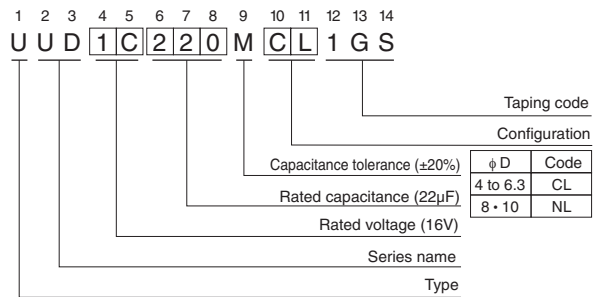 1 2 3 4 5 6 7 8 9 10 11 12 13 14
U U D 1 C 2 2 0 M C L 1 G S
Taping code
Configuration
Capacitance tolerance (±20%)
Rated capacitance (22µF)
Rated voltage (16V)
Series name
Type
ϕ D Code
4 to 6.3 CL
8 • 10 NL